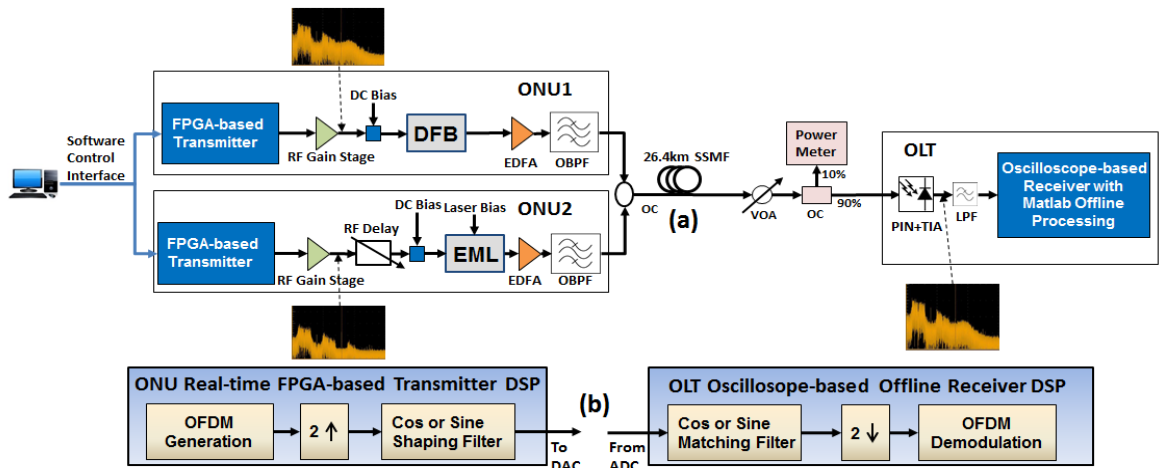 ONU1
DC Bias
FPGA-based
Transmitter
DFB
RF Gain Stage
EDFA
OBPF
Software
Control
Interface
ONU2
DC Bias
Laser Bias
RF Delay
FPGA-based
Transmitter
EML
RF Gain Stage
EDFA
OBPF
OC
26.4km SSMF
(a)
VOA
Power
Meter
10%
90%
OC
OLT
PIN+TIA
LPF
Oscilloscope-based
Receiver with
Matlab Offline
Processing
ONU Real-time FPGA-based Transmitter DSP
OFDM
Generation
2 ↑
Cos or Sine
Shaping Filter
(b)
To
DAC
From
ADC
OLT Oscillosope-based Offline Receiver DSP
Cos or Sine
Matching Filter
2 ↓
OFDM
Demodulation